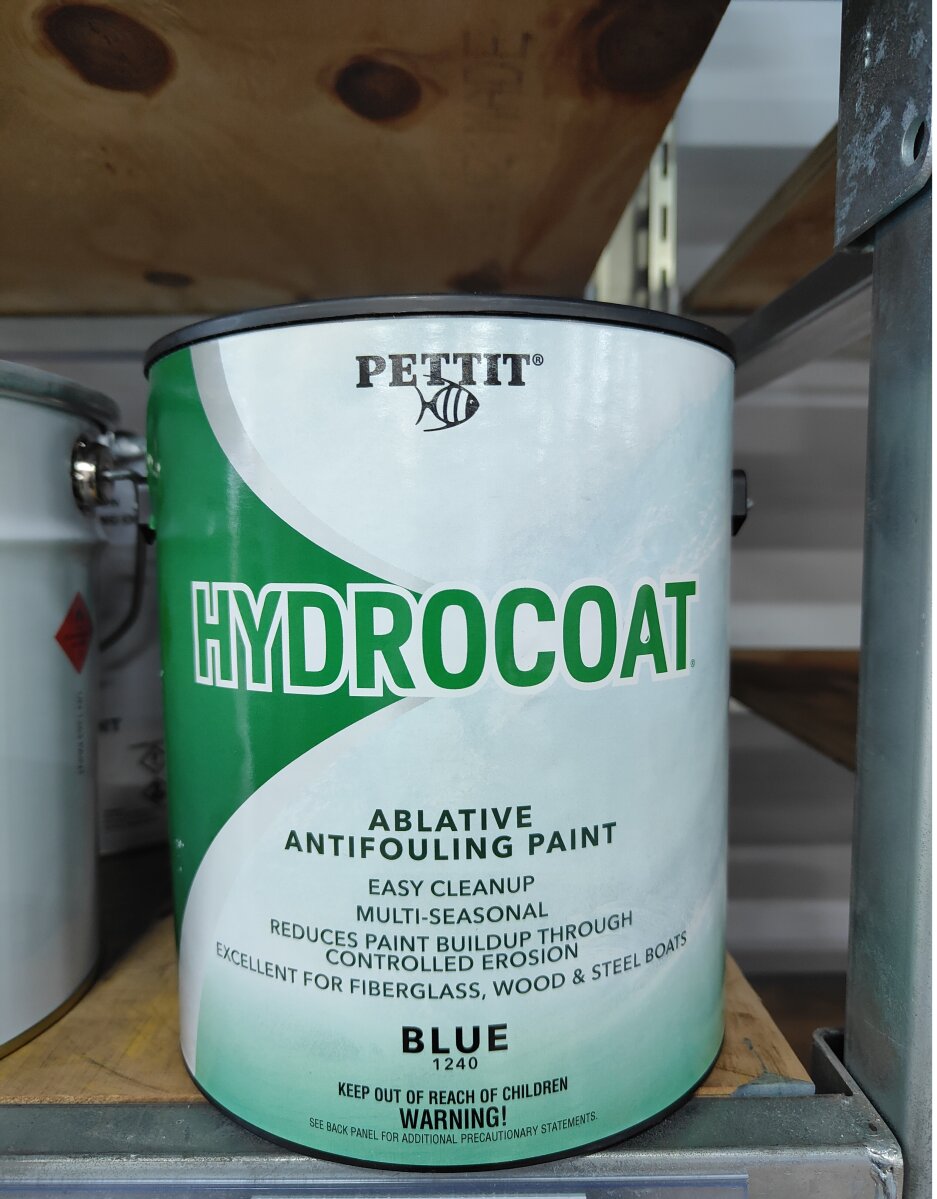 PETTIT®
HYDROCOAT®
ABLATIVE
ANTIFOULING PAINT
EASY CLEANUP
MULTI-SEASONAL
REDUCES PAINT BUILDUP THROUGH
CONTROLLED EROSION
EXCELLENT FOR FIBERGLASS, WOOD & STEEL BOATS
BLUE
1240
KEEP OUT OF REACH OF CHILDREN
WARNING!
SEE BACK PANEL FOR ADDITIONAL PRECAUTIONARY STATEMENTS.